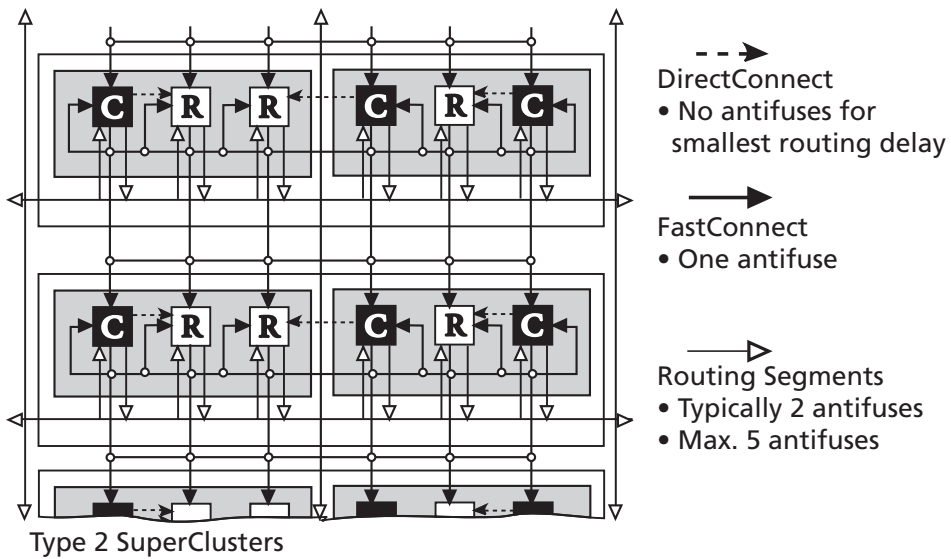 C R R C R C
DirectConnect
• No antifuses for
smallest routing delay
FastConnect
• One antifuse
C R R C R C
Routing Segments
• Typically 2 antifuses
• Max. 5 antifuses
Type 2 SuperClusters